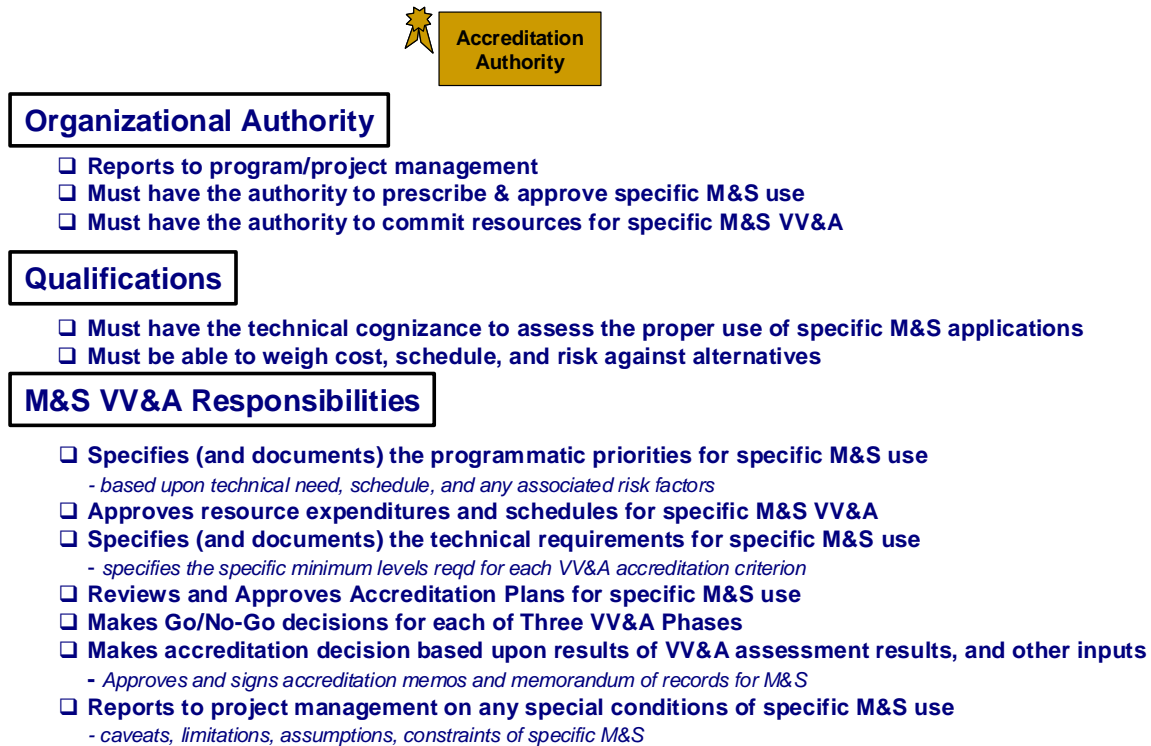 Accreditation
Authority
Organizational Authority
❑ Reports to program/project management
❑ Must have the authority to prescribe & approve specific M&S use
❑ Must have the authority to commit resources for specific M&S VV&A
Qualifications
❑ Must have the technical cognizance to assess the proper use of specific M&S applications
❑ Must be able to weigh cost, schedule, and risk against alternatives
M&S VV&A Responsibilities
❑ Specifies (and documents) the programmatic priorities for specific M&S use
- based upon technical need, schedule, and any associated risk factors
❑ Approves resource expenditures and schedules for specific M&S VV&A
❑ Specifies (and documents) the technical requirements for specific M&S use
- specifies the specific minimum levels reqd for each VV&A accreditation criterion
❑ Reviews and Approves Accreditation Plans for specific M&S use
❑ Makes Go/No-Go decisions for each of Three VV&A Phases
❑ Makes accreditation decision based upon results of VV&A assessment results, and other inputs
- Approves and signs accreditation memos and memorandum of records for M&S
❑ Reports to project management on any special conditions of specific M&S use
- caveats, limitations, assumptions, constraints of specific M&S